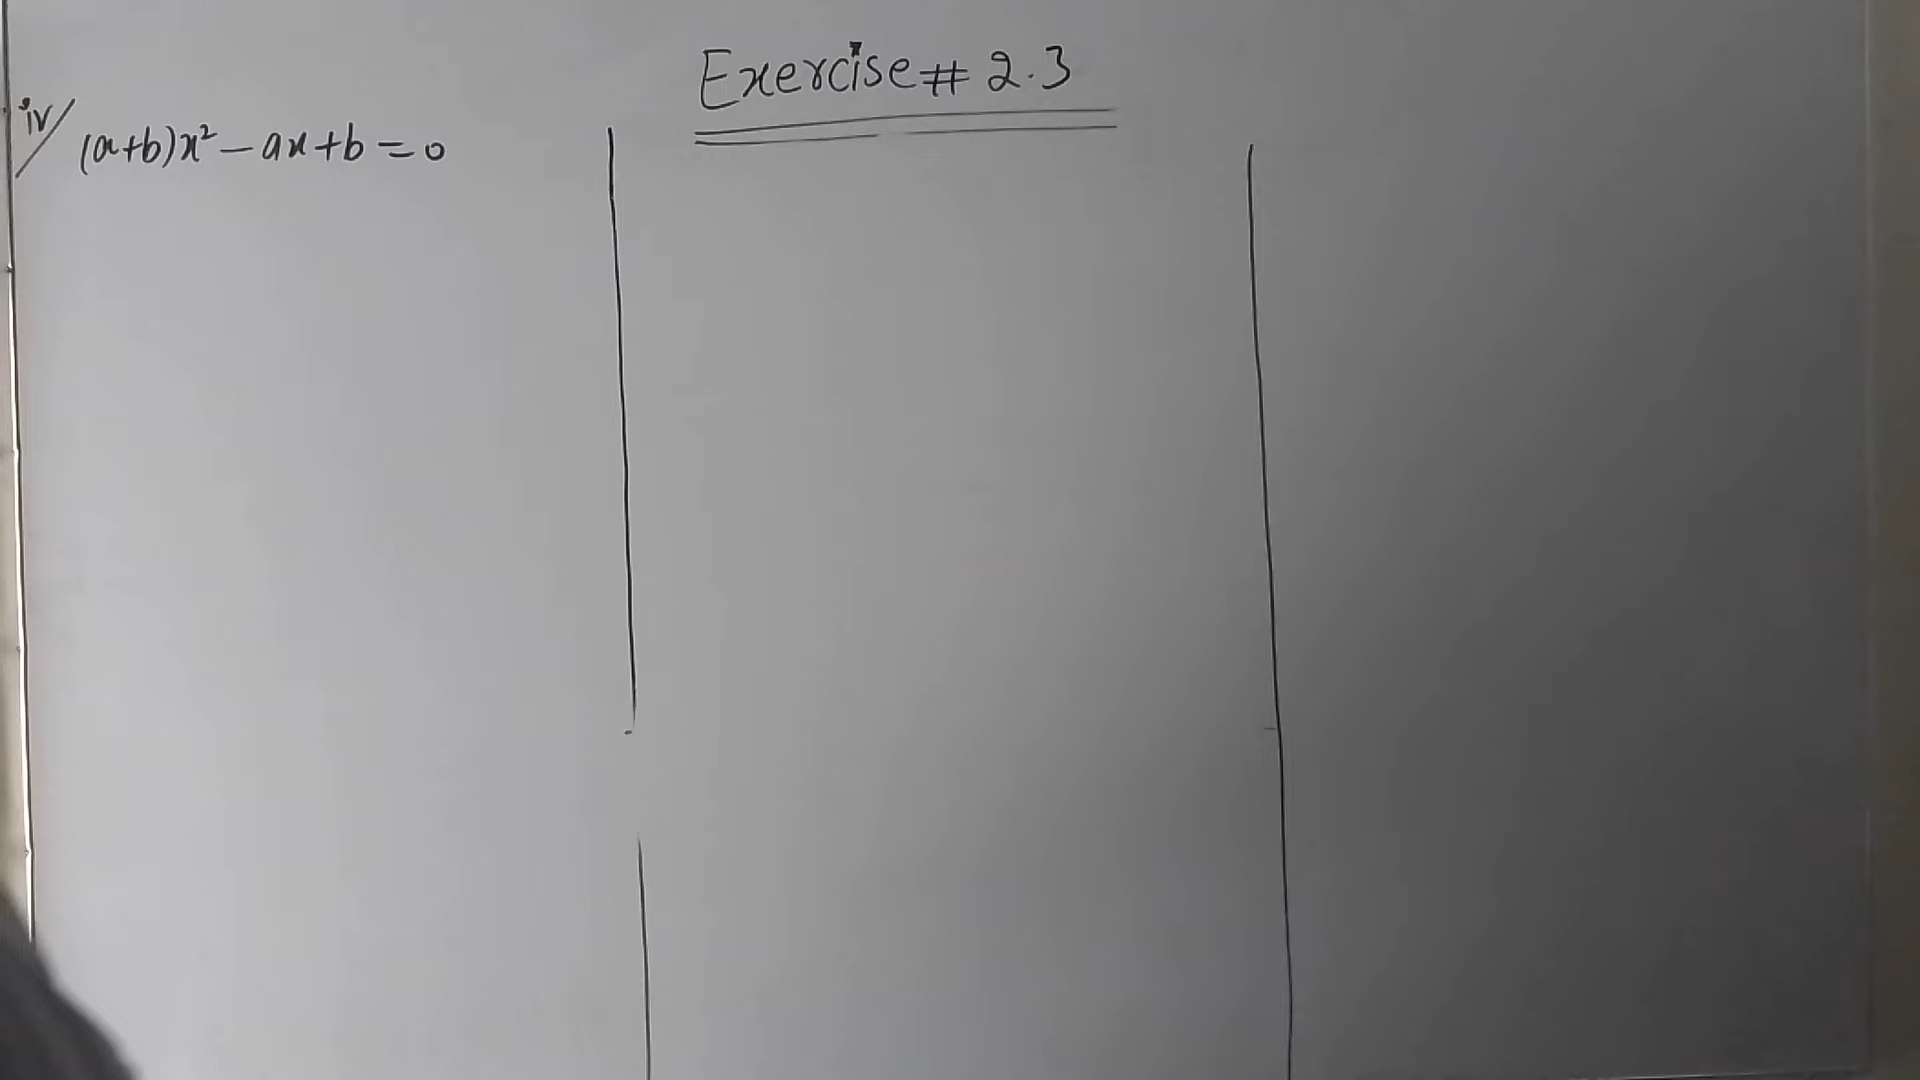 Exercise # 2.3
iv/ (a+b)x² - ax + b = 0